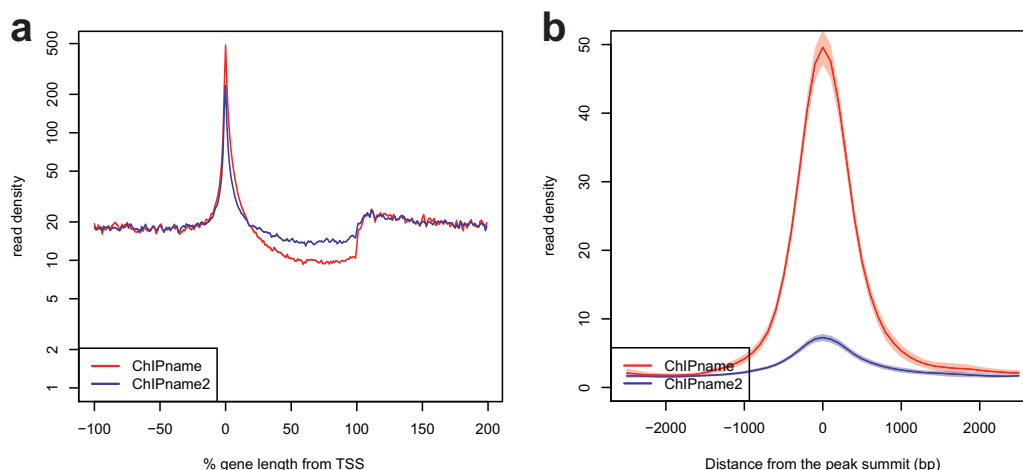 a
500
200
100
50
20
10
5
2
1
read density
ChIPname
ChIPname2
−100 −50 0 50 100 150 200
% gene length from TSS
b
50
40
30
20
10
0
read density
ChIPname
ChIPname2
−2000 −1000 0 1000 2000
Distance from the peak summit (bp)